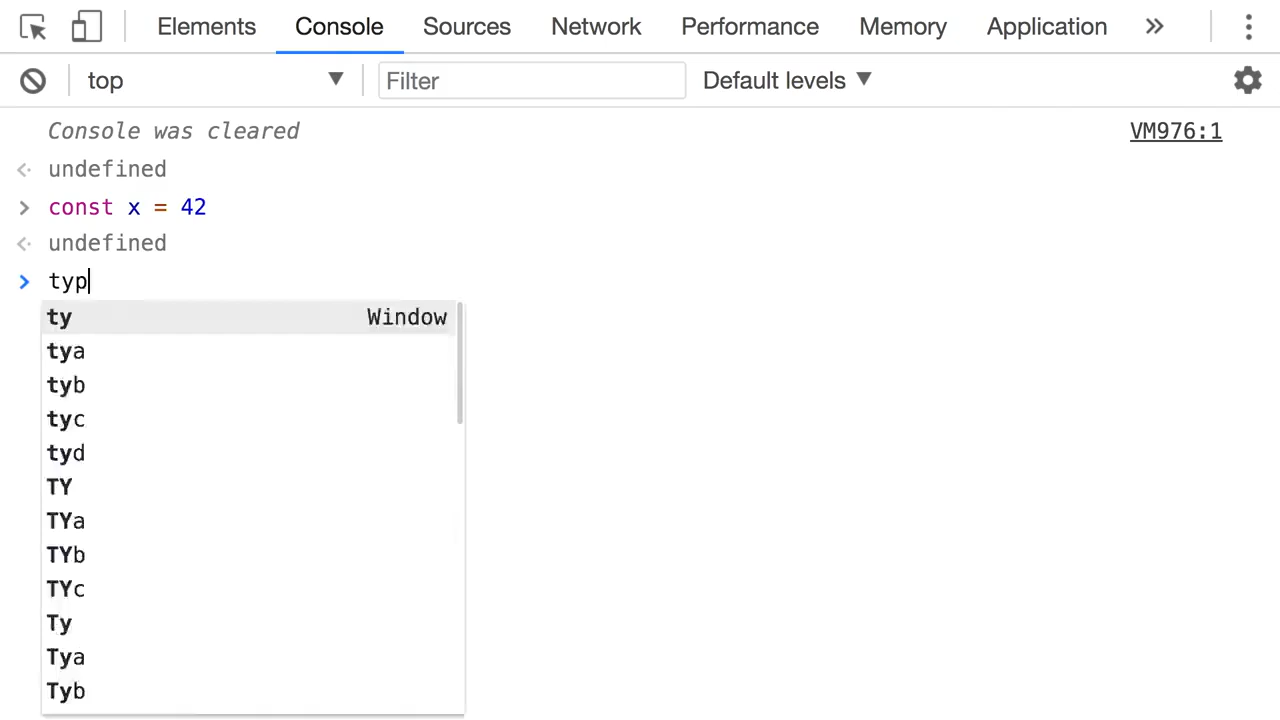 Elements Console Sources Network Performance Memory Application
top Filter Default levels
Console was cleared VM976:1
undefined
const x = 42
undefined
typ
ty Window
tya
tyb
tyc
tyd
TY
TYa
TYb
TYc
Ty
Tya
Tyb